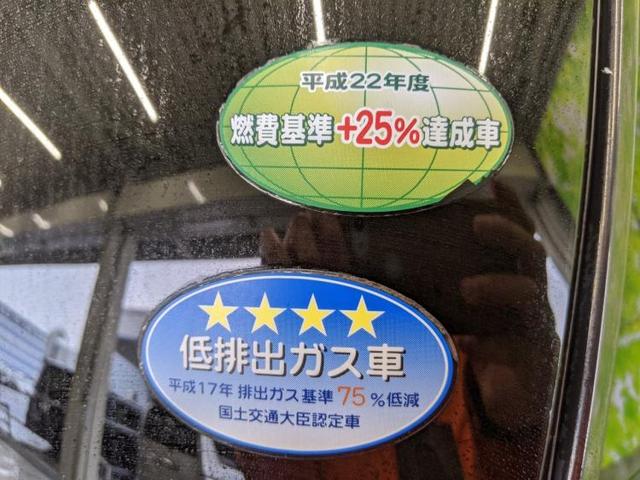 平成22年度
燃費基準+25%達成車
★★★★
低排出ガス車
平成17年 排出ガス基準 75%低減
国土交通大臣認定車